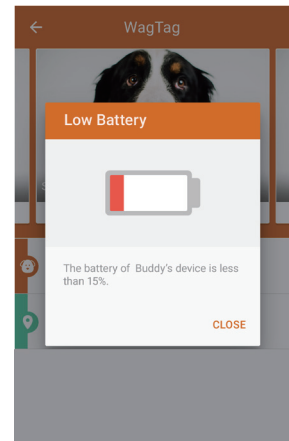 WagTag
Low Battery
The battery of Buddy's device is less
than 15%.
CLOSE